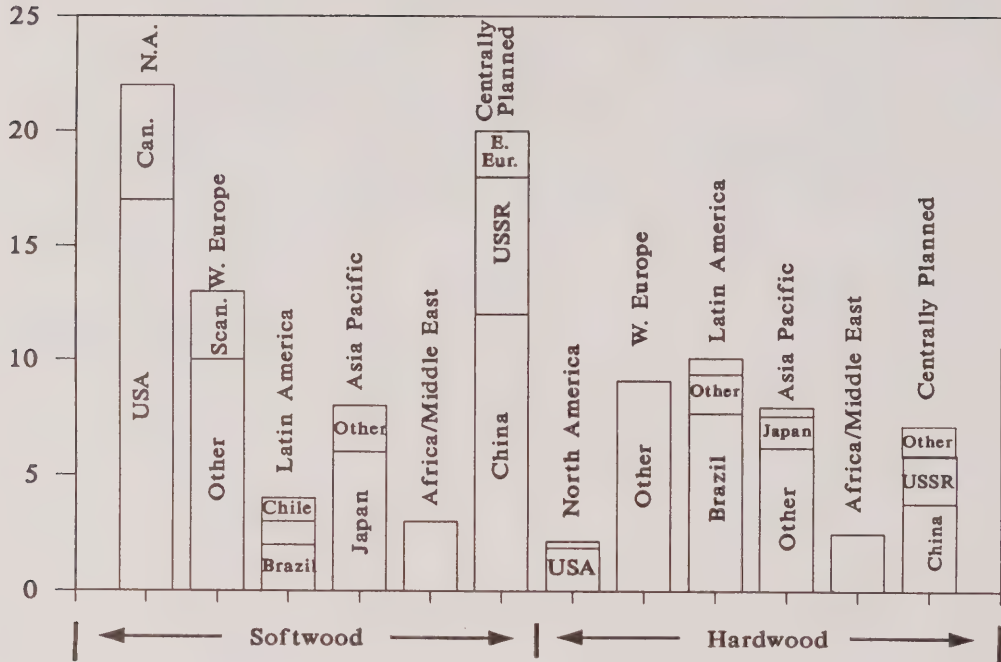 25
20
15
10
5
0
N.A.
Can.
USA
W. Europe
Scan.
Other
Latin America
Chile
Brazil
Asia Pacific
Other
Japan
Africa/Middle East
Centrally
Planned
E.
Eur.
USSR
China
North America
USA
W. Europe
Other
Latin America
Other
Brazil
Asia Pacific
Japan
Other
Africa/Middle East
Centrally Planned
Other
USSR
China
Softwood
Hardwood